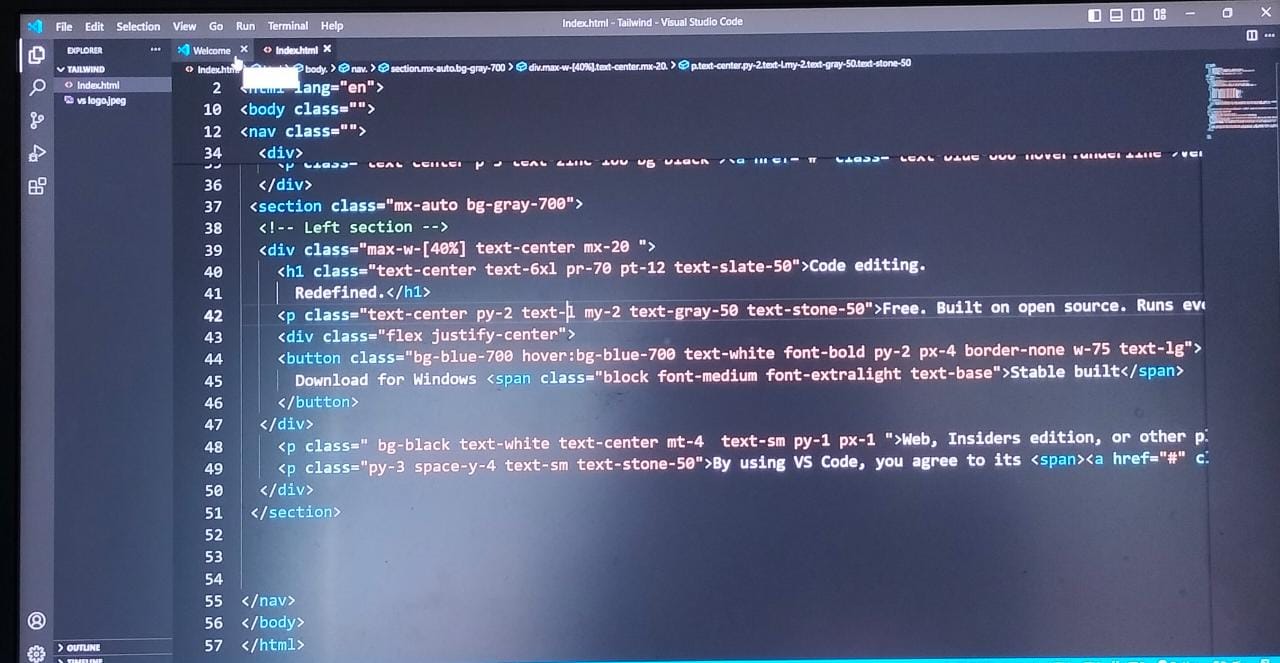 File Edit Selection View Go Run Terminal Help
Index.html - Tailwind - Visual Studio Code
EXPLORER ...
Welcome × <> Index.html ×
TAILWIND
<> Index.html
vs logo.jpeg
body. > nav. > section.mx-auto.bg-gray-700 > div.max-w-[40%].text-center.mx-20. > p.text-center.py-2.text-l.my-2.text-gray-50.text-stone-50
2 lang="en">
10 <body class="">
12 <nav class="">
34 <div>
36 </div>
37 <section class="mx-auto bg-gray-700">
38 <!-- Left section -->
39 <div class="max-w-[40%] text-center mx-20 ">
40 <h1 class="text-center text-6xl pr-70 pt-12 text-slate-50">Code editing.
41 Redefined.</h1>
42 <p class="text-center py-2 text-l my-2 text-gray-50 text-stone-50">Free. Built on open source. Runs
43 <div class="flex justify-center">
44 <button class="bg-blue-700 hover:bg-blue-700 text-white font-bold py-2 px-4 border-none w-75 text-lg">
45 Download for Windows <span class="block font-medium font-extralight text-base">Stable built</span>
46 </button>
47 </div>
48 <p class=" bg-black text-white text-center mt-4  text-sm py-1 px-1 ">Web, Insiders edition, or other
49 <p class="py-3 space-y-4 text-sm text-stone-50">By using VS Code, you agree to its <span><a href="#"
50 </div>
51 </section>
52
53
54
55 </nav>
56 </body>
57 </html>
OUTLINE
TIMELINE